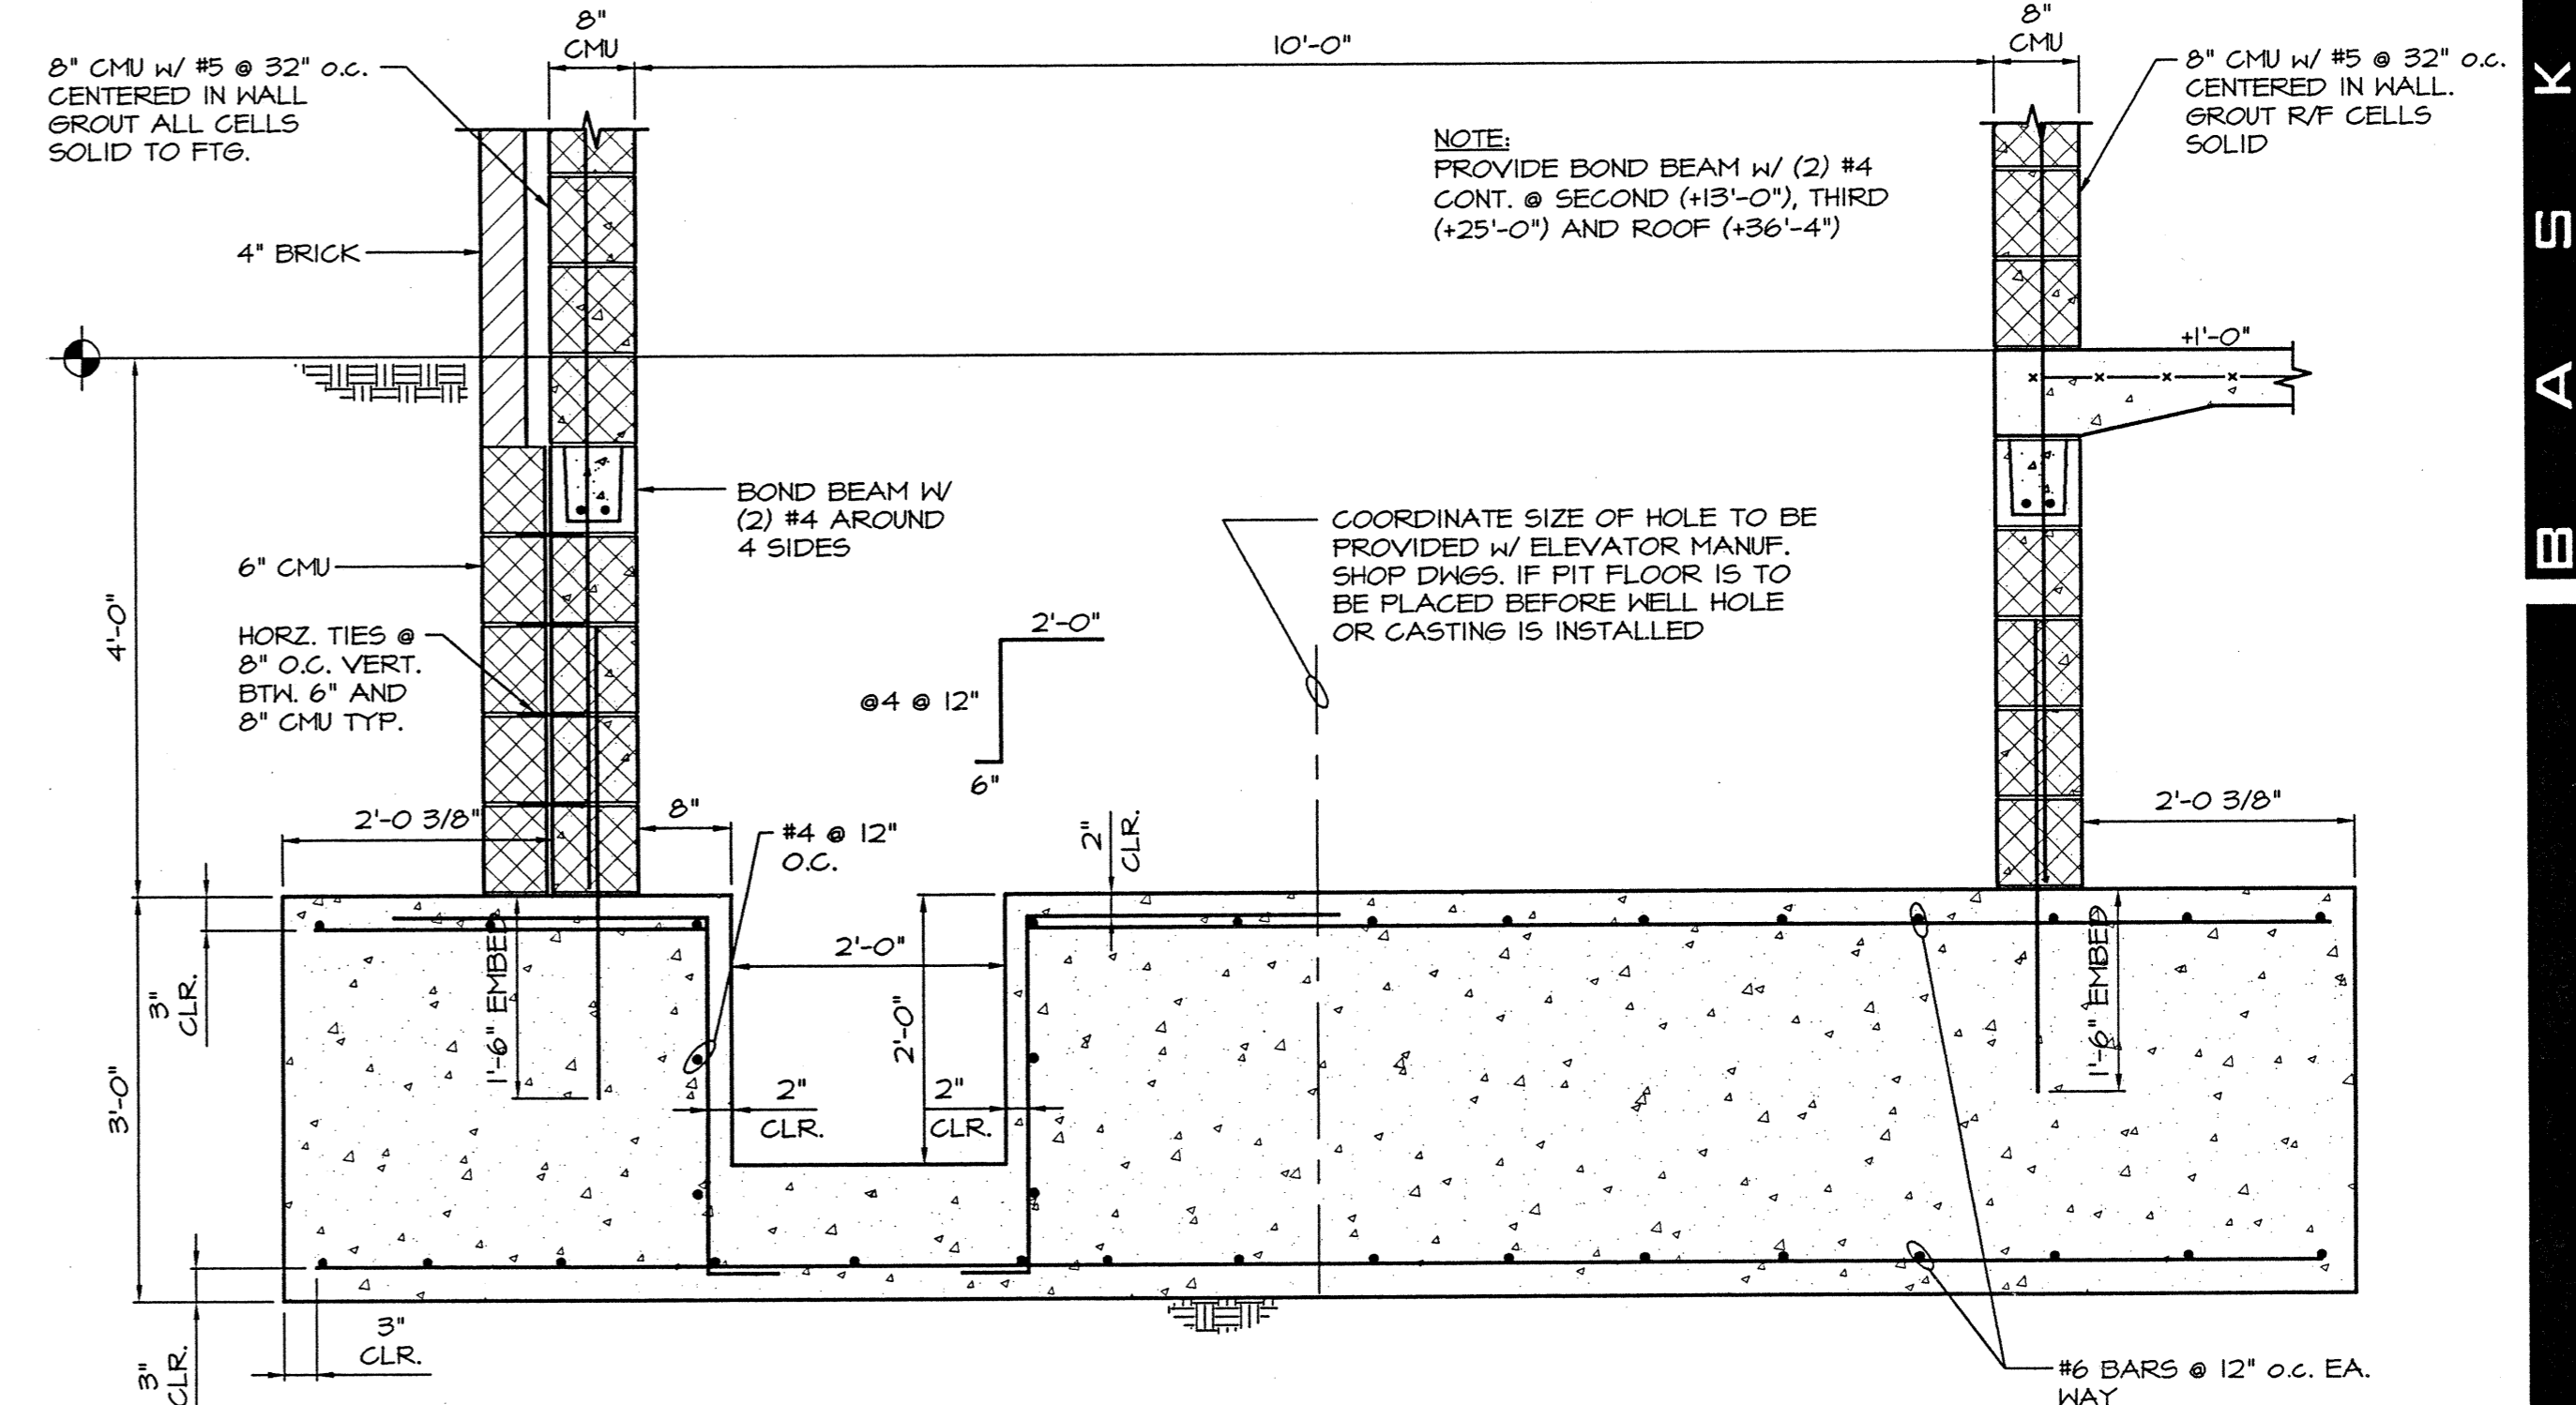 8"
CMU
10'-0"
8"
CMU
8" CMU W/ #5 @ 32" O.C.
CENTERED IN WALL
GROUT ALL CELLS
SOLID TO FTG.
8" CMU W/ #5 @ 32" O.C.
CENTERED IN WALL.
GROUT R/F CELLS
SOLID
NOTE:
PROVIDE BOND BEAM W/ (2) #4
CONT. @ SECOND (+13'-0"), THIRD
(+25'-0") AND ROOF (+36'-4")
4" BRICK
+1'-0"
BOND BEAM W/
(2) #4 AROUND
4 SIDES
COORDINATE SIZE OF HOLE TO BE
PROVIDED W/ ELEVATOR MANUF.
SHOP DWGS. IF PIT FLOOR IS TO
BE PLACED BEFORE WELL HOLE
OR CASTING IS INSTALLED
6" CMU
4'-0"
HORZ. TIES @
8" O.C. VERT.
BTW. 6" AND
8" CMU TYP.
2'-0"
@4 @ 12"
6"
2'-0 3/8"
8"
#4 @ 12"
O.C.
2"
CLR.
2'-0 3/8"
3"
CLR.
1'-6" EMBED
2'-0"
2'-0"
1'-6" EMBED
3'-0"
2"
CLR.
2"
CLR.
3"
CLR.
3"
CLR.
#6 BARS @ 12" O.C. EA.
WAY
B A S K